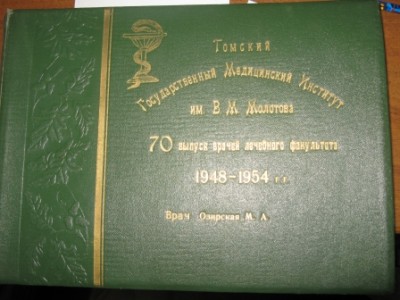 Томский
Государственный Медицинский Институт
им. В. М. Молотова
70 выпуск врачей лечебного факультета
1948-1954 г.г.
Врач Озирская М. А.